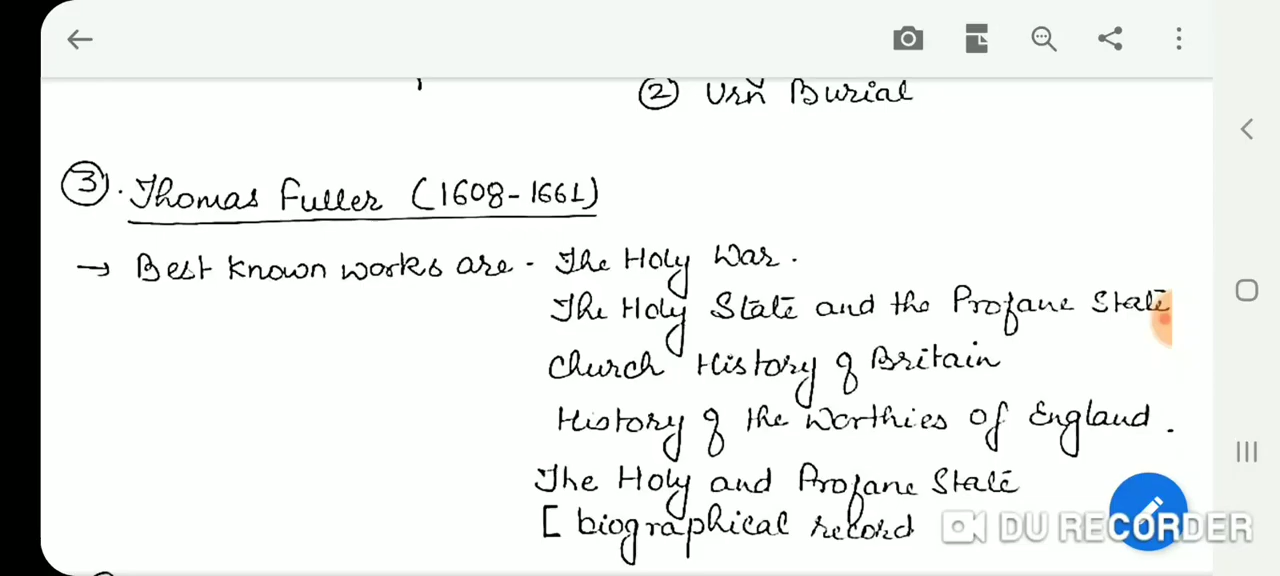 ② Urn Burial
③. Thomas Fuller (1608-1661)
→ Best known works are - The Holy War.
The Holy State and the Profane State
Church History of Britain
History of the Worthies of England.
The Holy and Profane State
[ biographical record
DU RECORDER